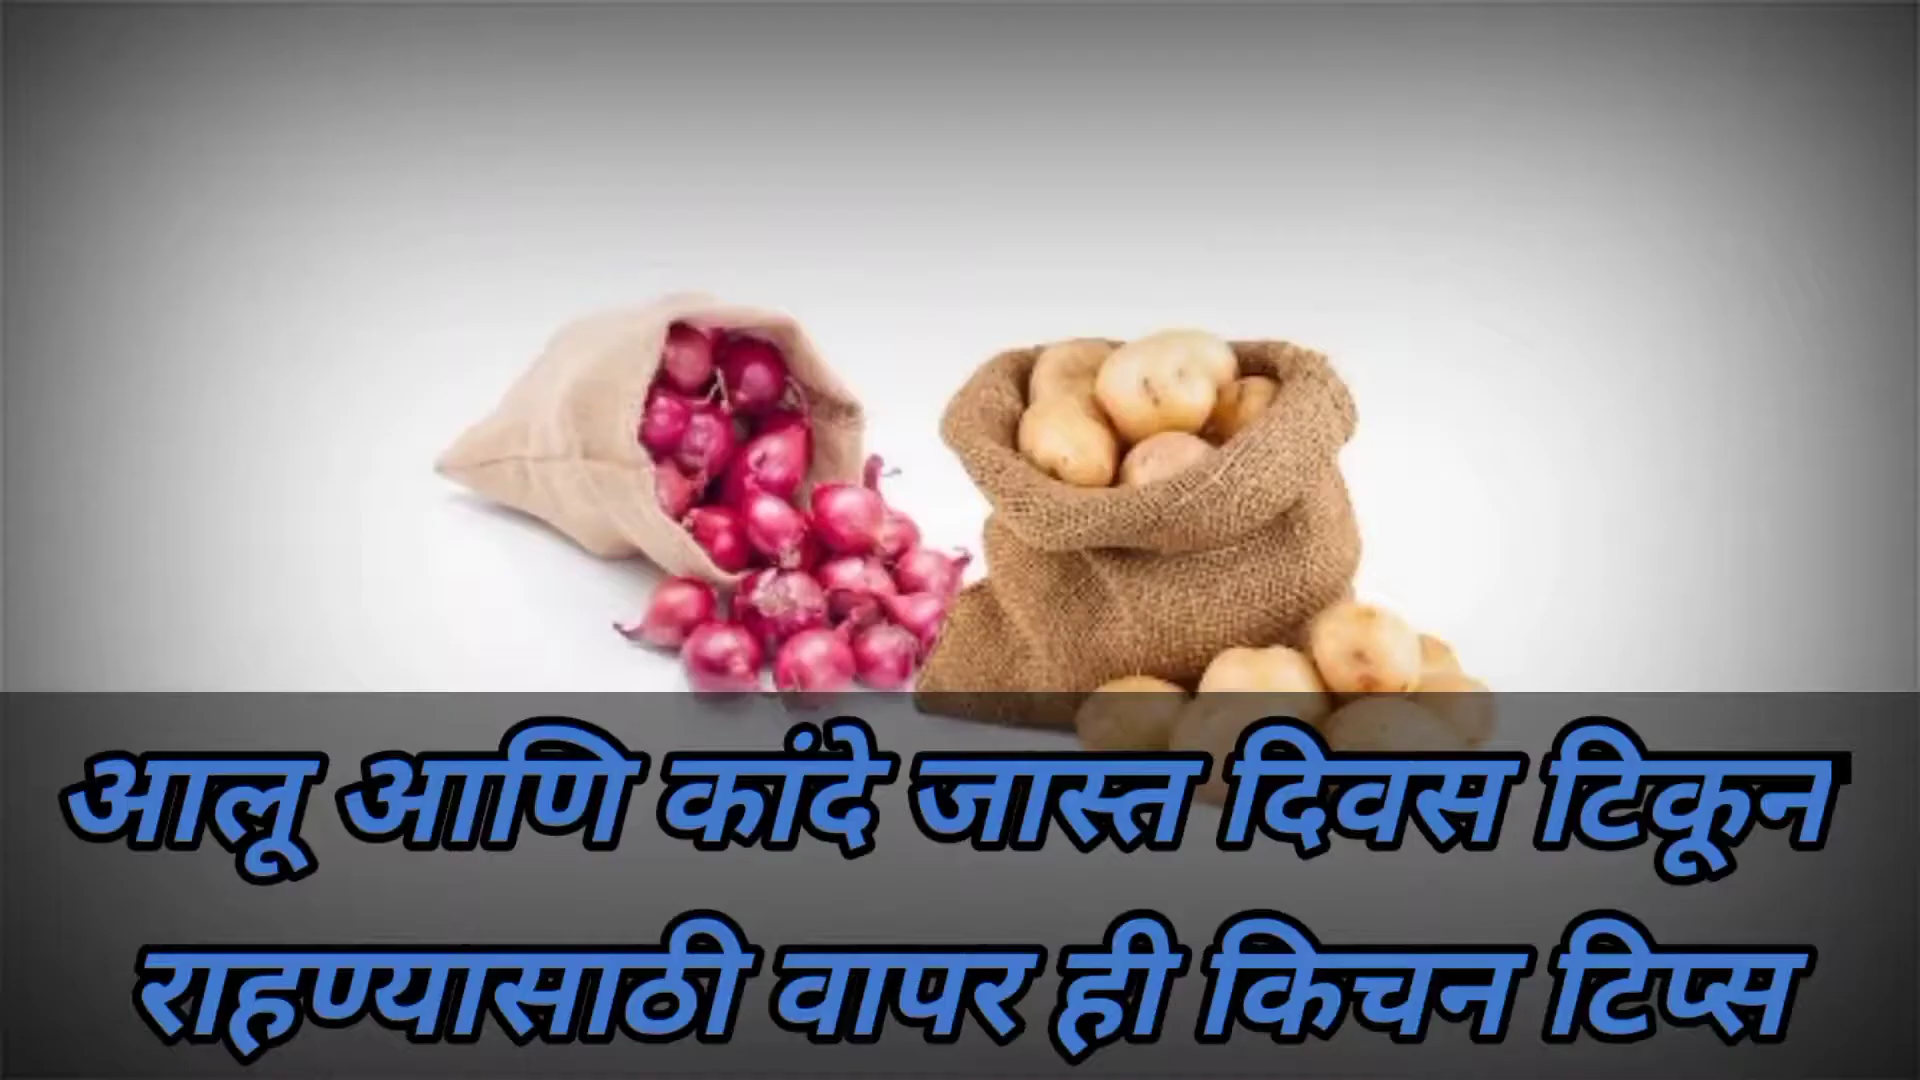 आलू आणि कांदे जास्त दिवस टिकून
राहण्यासाठी वापर ही किचन टिप्स